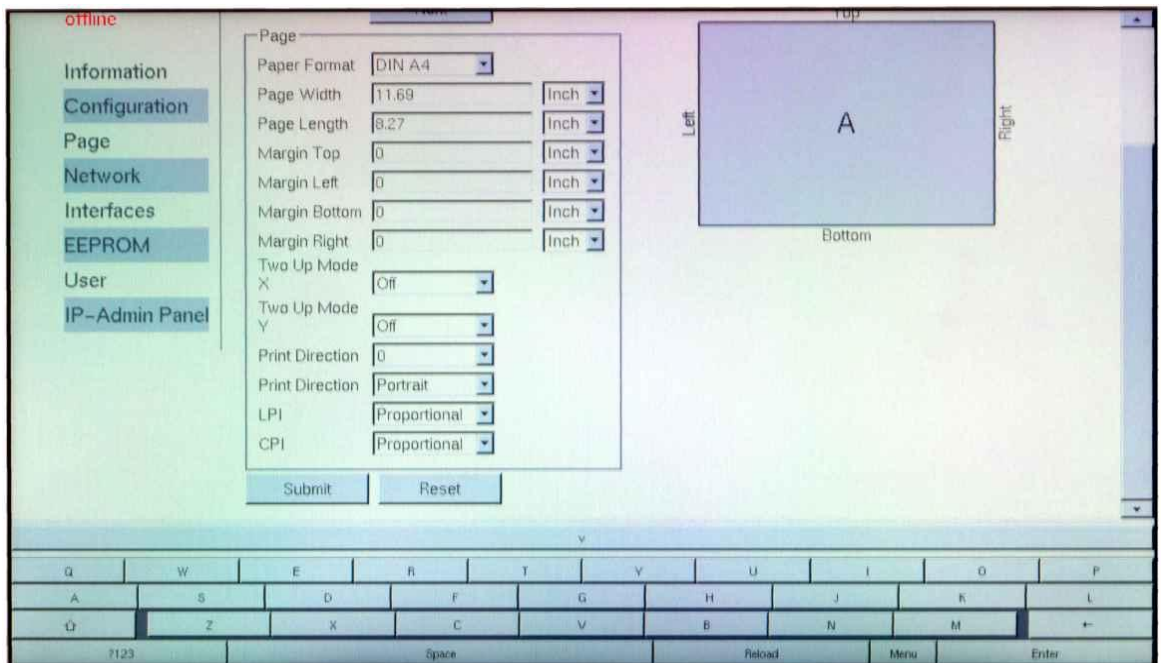 offline
Information
Configuration
Page
Network
Interfaces
EEPROM
User
IP-Admin Panel
Page
Paper Format DIN A4
Page Width 11.69 Inch
Page Length 8.27 Inch
Margin Top 0 Inch
Margin Left 0 Inch
Margin Bottom 0 Inch
Margin Right 0 Inch
Two Up Mode
X Off
Two Up Mode
Y Off
Print Direction 0
Print Direction Portrait
LPI Proportional
CPI Proportional
Submit Reset
Top
Left
A
Right
Bottom
Q W E R T Y U I O P
A S D F G H J K L
Z X C V B N M
?123 Space Reload Menu Enter